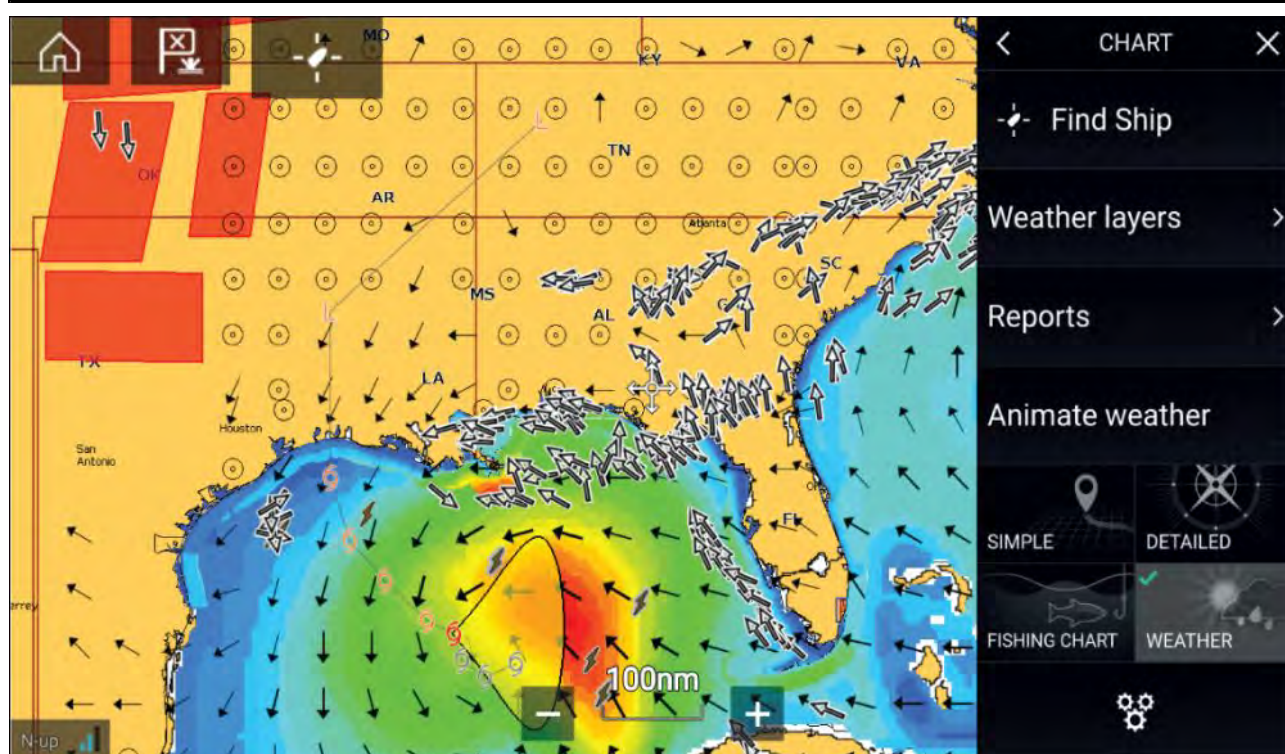 CHART
Find Ship
Weather layers
Reports
Animate weather
SIMPLE
DETAILED
FISHING CHART
WEATHER
MO
KY
VA
OK
TN
AR
Atlanta
SC
MS
AL
TX
LA
Houston
San
Antonio
FL
100nm
N-up